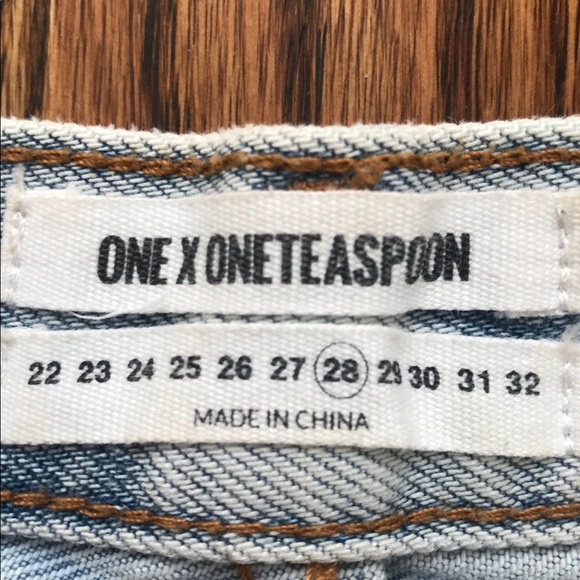 ONE X ONETEASPOON
22 23 24 25 26 27 28 29 30 31 32
MADE IN CHINA